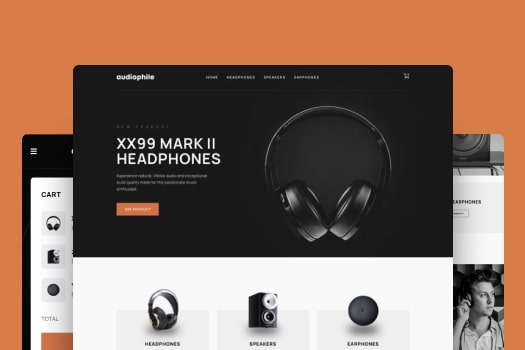 audiophile
HOME HEADPHONES SPEAKERS EARPHONES
NEW PRODUCT
XX99 MARK II
HEADPHONES
Experience natural, lifelike audio and exceptional
build quality made for the passionate music
enthusiast.
SEE PRODUCT
HEADPHONES
SPEAKERS
EARPHONES
CART
TOTAL
EARPHONES